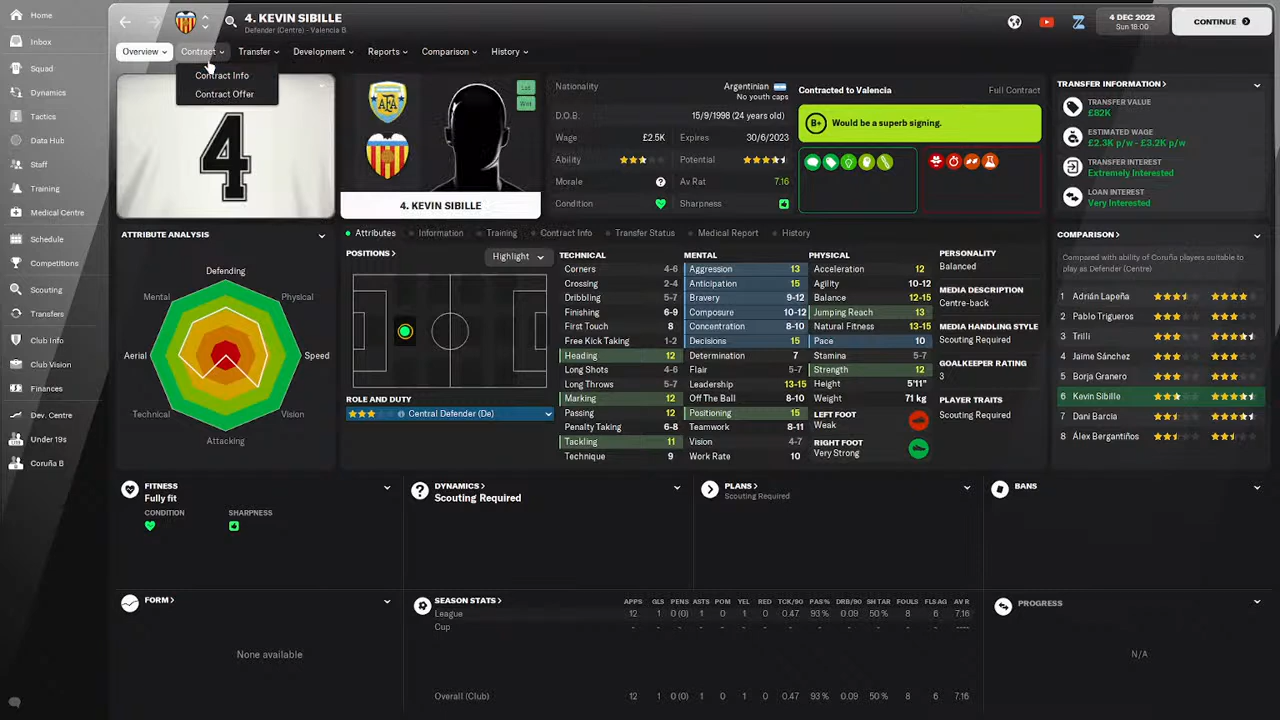 Home
Inbox
Squad
Dynamics
Tactics
Data Hub
Staff
Training
Medical Centre
Schedule
Competitions
Scouting
Transfers
Club Info
Club Vision
Finances
Dev. Centre
Under 19s
Coruña B
4. KEVIN SIBILLE
Defender (Centre) - Valencia B
4 DEC 2022
Sun 18:00
CONTINUE
Overview
Contract
Transfer
Development
Reports
Comparison
History
Contract Info
Contract Offer
4
AFA
4. KEVIN SIBILLE
Lst
Wnt
Nationality
Argentinian
No youth caps
D.O.B.
15/9/1998 (24 years old)
Wage £2.5K
Expires 30/6/2023
Ability
Potential
Morale
Av Rat 7.16
Condition
Sharpness
Contracted to Valencia
Full Contract
B+ Would be a superb signing.
TRANSFER INFORMATION
TRANSFER VALUE
£82K
ESTIMATED WAGE
£2.3K p/w - £3.2K p/w
TRANSFER INTEREST
Extremely Interested
LOAN INTEREST
Very Interested
ATTRIBUTE ANALYSIS
Defending
Physical
Speed
Vision
Attacking
Technical
Aerial
Mental
Attributes
Information
Training
Contract Info
Transfer Status
Medical Report
History
POSITIONS
Highlight
ROLE AND DUTY
Central Defender (De)
TECHNICAL
Corners 4-6
Crossing 2-4
Dribbling 5-7
Finishing 6-9
First Touch 8
Free Kick Taking 1-2
Heading 12
Long Shots 4-6
Long Throws 5-7
Marking 12
Passing 12
Penalty Taking 6-8
Tackling 11
Technique 9
MENTAL
Aggression 13
Anticipation 15
Bravery 9-12
Composure 10-12
Concentration 8-10
Decisions 15
Determination 7
Flair 5-7
Leadership 13-15
Off The Ball 8-10
Positioning 15
Teamwork 8-11
Vision 4-7
Work Rate 10
PHYSICAL
Acceleration 12
Agility 10-12
Balance 12-15
Jumping Reach 13
Natural Fitness 13-15
Pace 10
Stamina 5-7
Strength 12
Height 5'11"
Weight 71 kg
LEFT FOOT
Weak
RIGHT FOOT
Very Strong
PERSONALITY
Balanced
MEDIA DESCRIPTION
Centre-back
MEDIA HANDLING STYLE
Scouting Required
GOALKEEPER RATING
3
PLAYER TRAITS
Scouting Required
COMPARISON
Compared with ability of Coruña players suitable
to play as Defender (Centre)
1 Adrián Lapeña
2 Pablo Trigueros
3 Trilli
4 Jaime Sánchez
5 Borja Granero
6 Kevin Sibille
7 Dani Barcia
8 Álex Bergantiños
FITNESS
Fully fit
CONDITION
SHARPNESS
DYNAMICS
Scouting Required
PLANS
Scouting Required
BANS
FORM
None available
SEASON STATS APPS GLS PENS ASTS POM YEL RED TCK/90 PAS% DRB/90 SH TAR FOULS FLS AG AV R
League 12 1 0 (0) 1 0 1 0 0.47 93 % 0.09 50 % 8 6 7.16
Cup - - - - - - - - - - - - - ----
Overall (Club) 12 1 0 (0) 1 0 1 0 0.47 93 % 0.09 50 % 8 6 7.16
PROGRESS
N/A